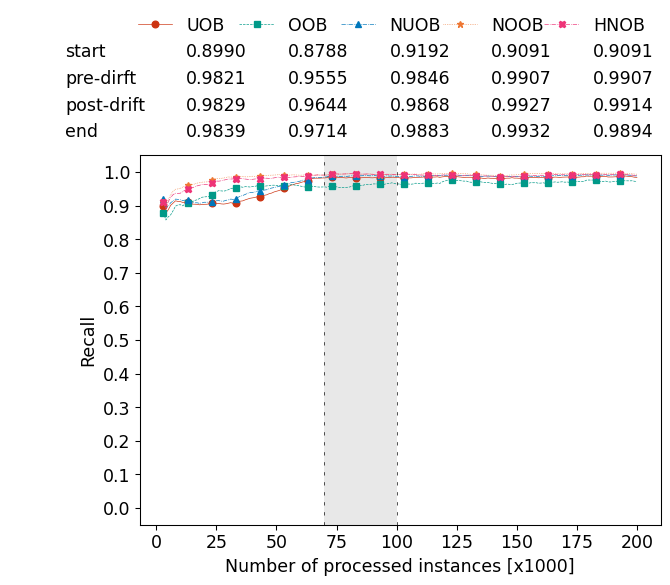 UOB OOB NUOB NOOB HNOB
start 0.8990 0.8788 0.9192 0.9091 0.9091
pre-dirft 0.9821 0.9555 0.9846 0.9907 0.9907
post-drift 0.9829 0.9644 0.9868 0.9927 0.9914
end 0.9839 0.9714 0.9883 0.9932 0.9894
1.0
0.9
0.8
0.7
0.6
0.5
0.4
0.3
0.2
0.1
0.0
Recall
0 25 50 75 100 125 150 175 200
Number of processed instances [x1000]